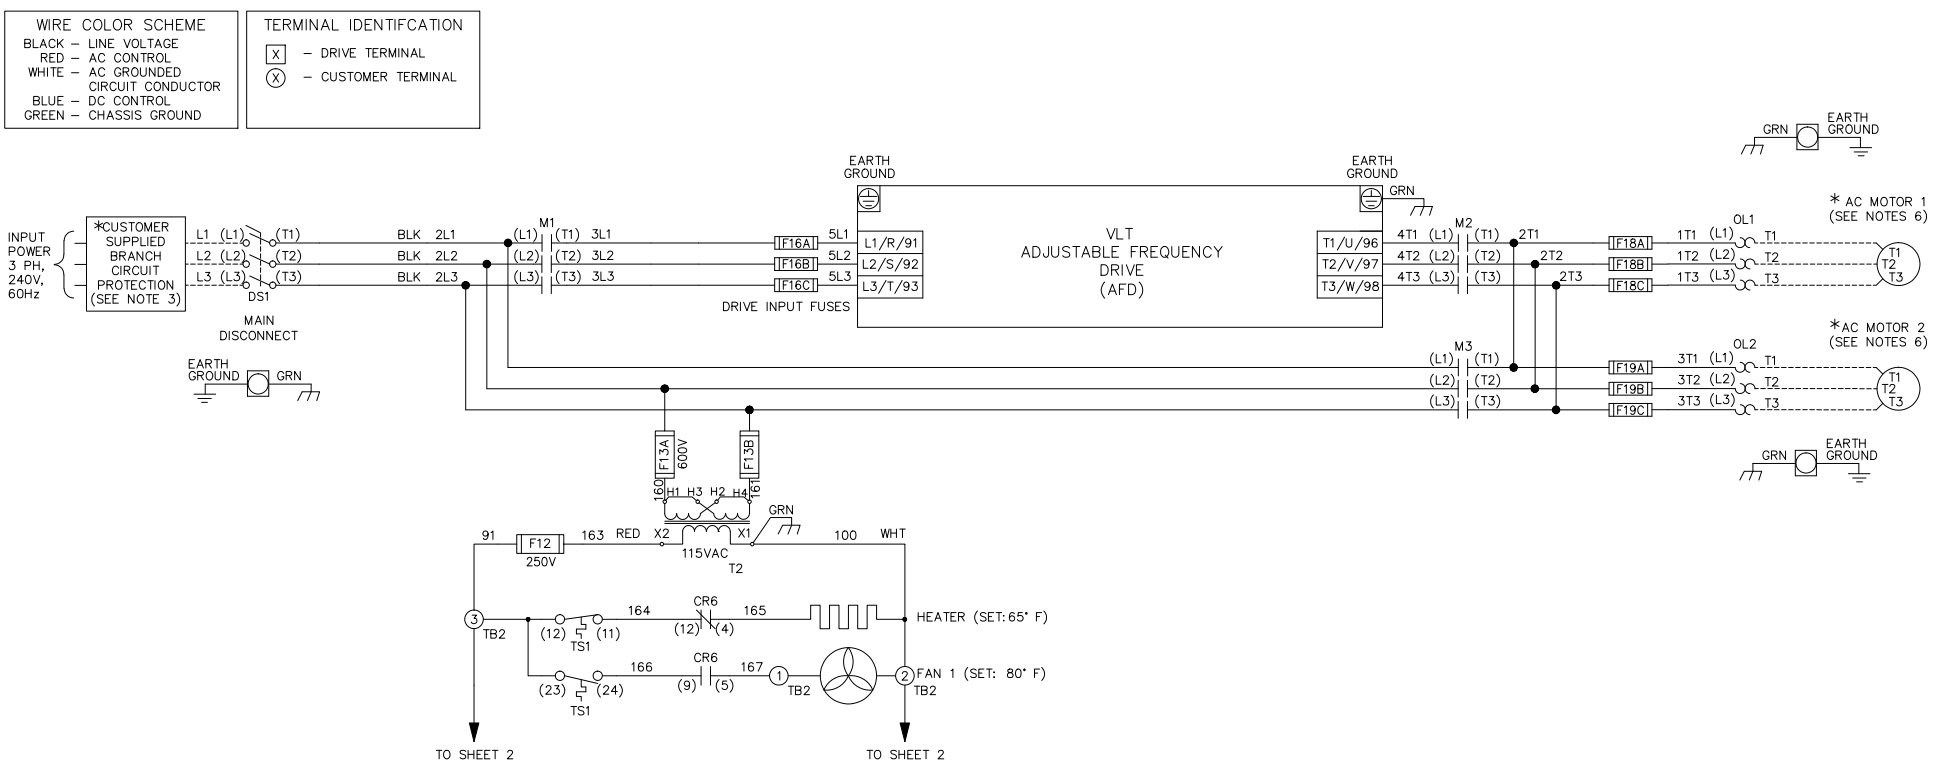 WIRE COLOR SCHEME
BLACK – LINE VOLTAGE
RED – AC CONTROL
WHITE – AC GROUNDED
CIRCUIT CONDUCTOR
BLUE – DC CONTROL
GREEN – CHASSIS GROUND
TERMINAL IDENTIFCATION
X – DRIVE TERMINAL
X – CUSTOMER TERMINAL
GRN
EARTH
GROUND
INPUT
POWER
3 PH,
240V,
60Hz
*CUSTOMER
SUPPLIED
BRANCH
CIRCUIT
PROTECTION
(SEE NOTE 3)
L1 (L1) (T1) BLK 2L1 (L1) (T1) 3L1 F16A 5L1 L1/R/91
L2 (L2) (T2) BLK 2L2 (L2) (T2) 3L2 F16B 5L2 L2/S/92
L3 (L3) (T3) BLK 2L3 (L3) (T3) 3L3 F16C 5L3 L3/T/93
DS1
MAIN
DISCONNECT
M1
DRIVE INPUT FUSES
EARTH
GROUND
VLT
ADJUSTABLE FREQUENCY
DRIVE
(AFD)
EARTH
GROUND
GRN
M2
OL1
T1/U/96 4T1 (L1) (T1) 2T1 F18A 1T1 (L1) T1
T2/V/97 4T2 (L2) (T2) 2T2 F18B 1T2 (L2) T2
T3/W/98 4T3 (L3) (T3) 2T3 F18C 1T3 (L3) T3
* AC MOTOR 1
(SEE NOTES 6)
T1
T2
T3
EARTH
GROUND
GRN
M3
OL2
(L1) (T1) F19A 3T1 (L1) T1
(L2) (T2) F19B 3T2 (L2) T2
(L3) (T3) F19C 3T3 (L3) T3
*AC MOTOR 2
(SEE NOTES 6)
T1
T2
T3
GRN
EARTH
GROUND
F13A
600V
F13B
160
H1 H3 H2 H4
161
GRN
91 F12 163 RED X2 X1 100 WHT
250V
115VAC
T2
3
TB2
(12) (11)
TS1
164
CR6
(12) (4)
165
HEATER (SET:65° F)
(23) (24)
TS1
166
CR6
(9) (5)
167
1
TB2
2
TB2
FAN 1 (SET: 80° F)
TO SHEET 2
TO SHEET 2